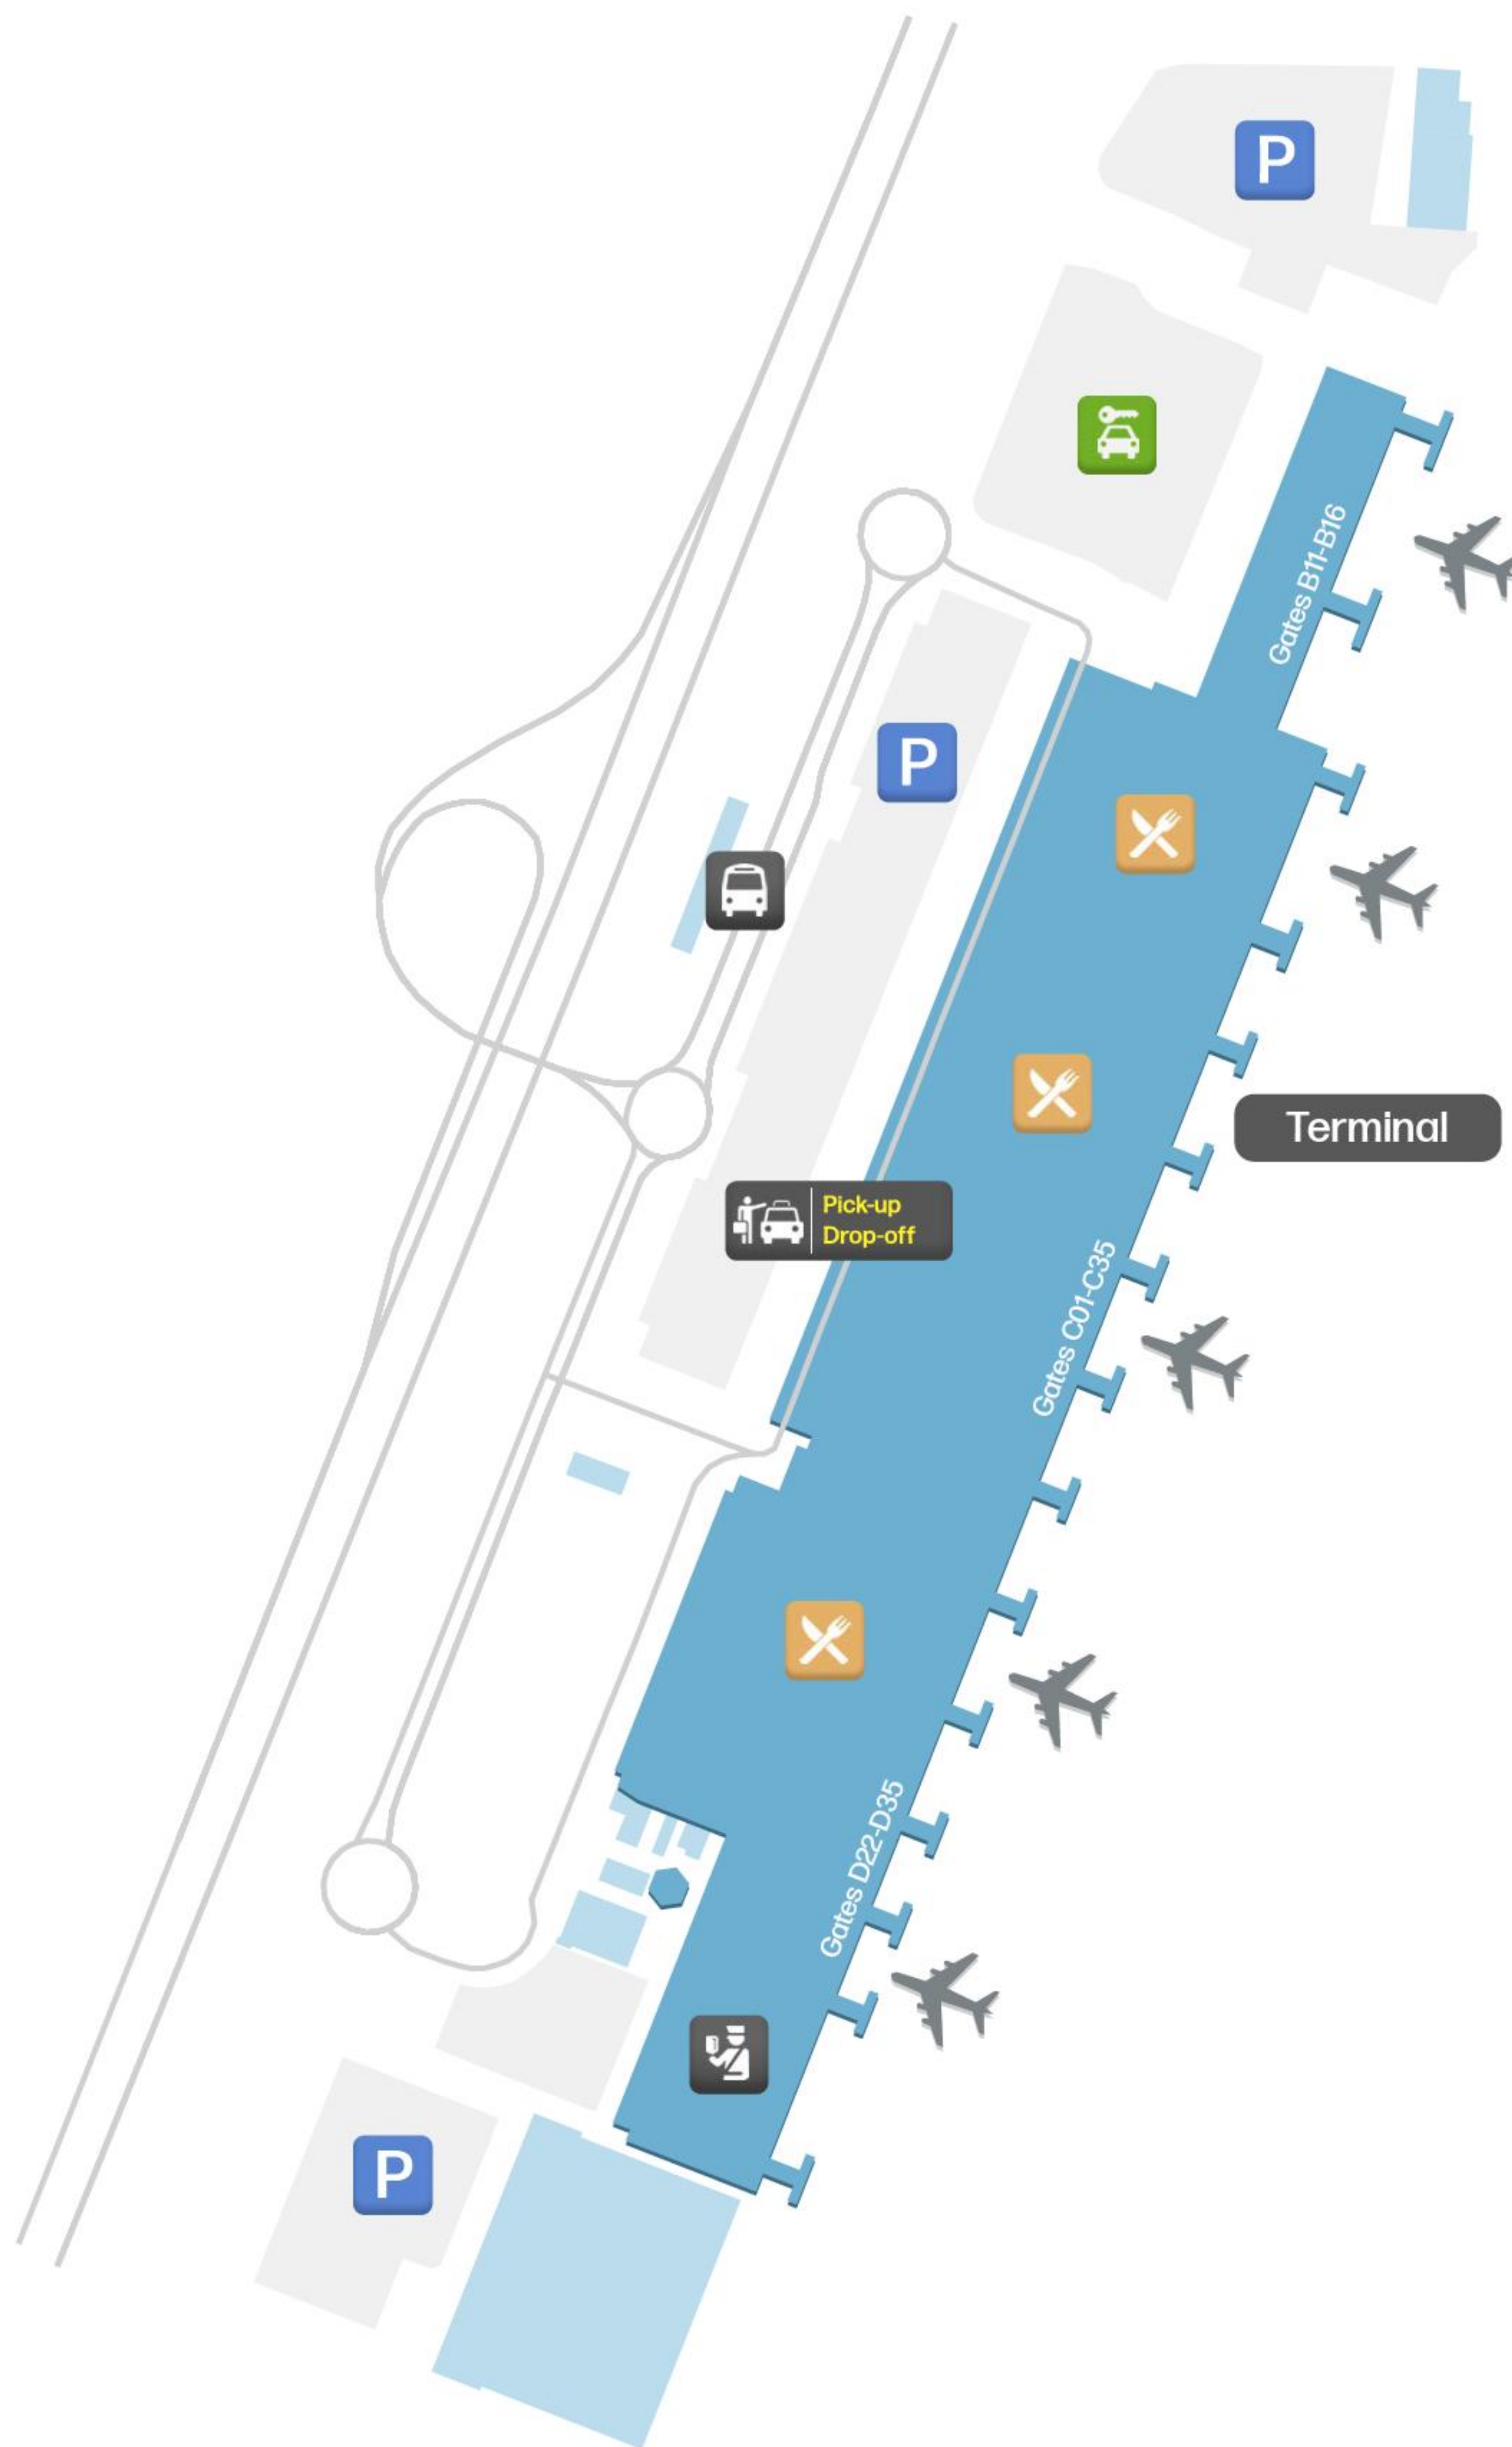 P
Gates B11-B16
P
Terminal
Pick-up
Drop-off
Gates C01-C35
Gates D22-D35
P